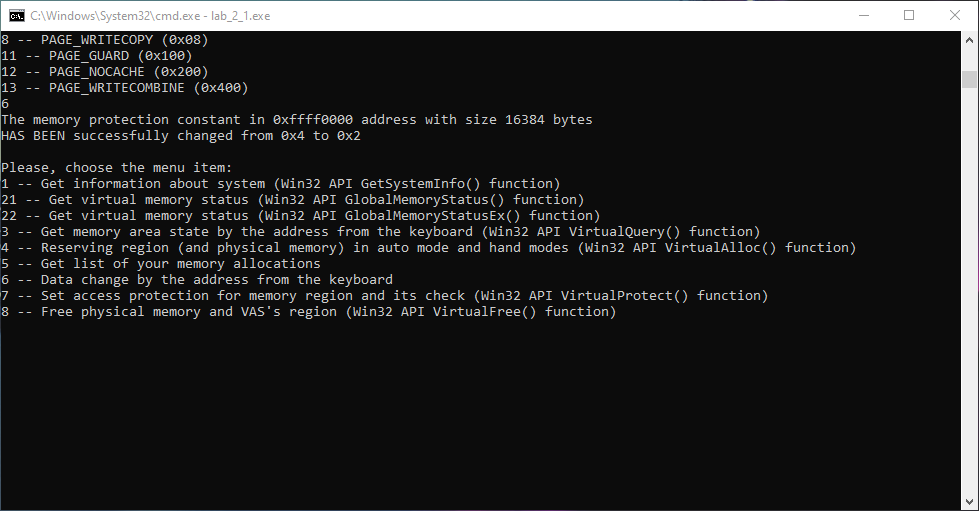 C:\Windows\System32\cmd.exe - lab_2_1.exe
8 -- PAGE_WRITECOPY (0x08)
11 -- PAGE_GUARD (0x100)
12 -- PAGE_NOCACHE (0x200)
13 -- PAGE_WRITECOMBINE (0x400)
6
The memory protection constant in 0xffff0000 address with size 16384 bytes
HAS BEEN successfully changed from 0x4 to 0x2
Please, choose the menu item:
1 -- Get information about system (Win32 API GetSystemInfo() function)
21 -- Get virtual memory status (Win32 API GlobalMemoryStatus() function)
22 -- Get virtual memory status (Win32 API GlobalMemoryStatusEx() function)
3 -- Get memory area state by the address from the keyboard (Win32 API VirtualQuery() function)
4 -- Reserving region (and physical memory) in auto mode and hand modes (Win32 API VirtualAlloc() function)
5 -- Get list of your memory allocations
6 -- Data change by the address from the keyboard
7 -- Set access protection for memory region and its check (Win32 API VirtualProtect() function)
8 -- Free physical memory and VAS's region (Win32 API VirtualFree() function)